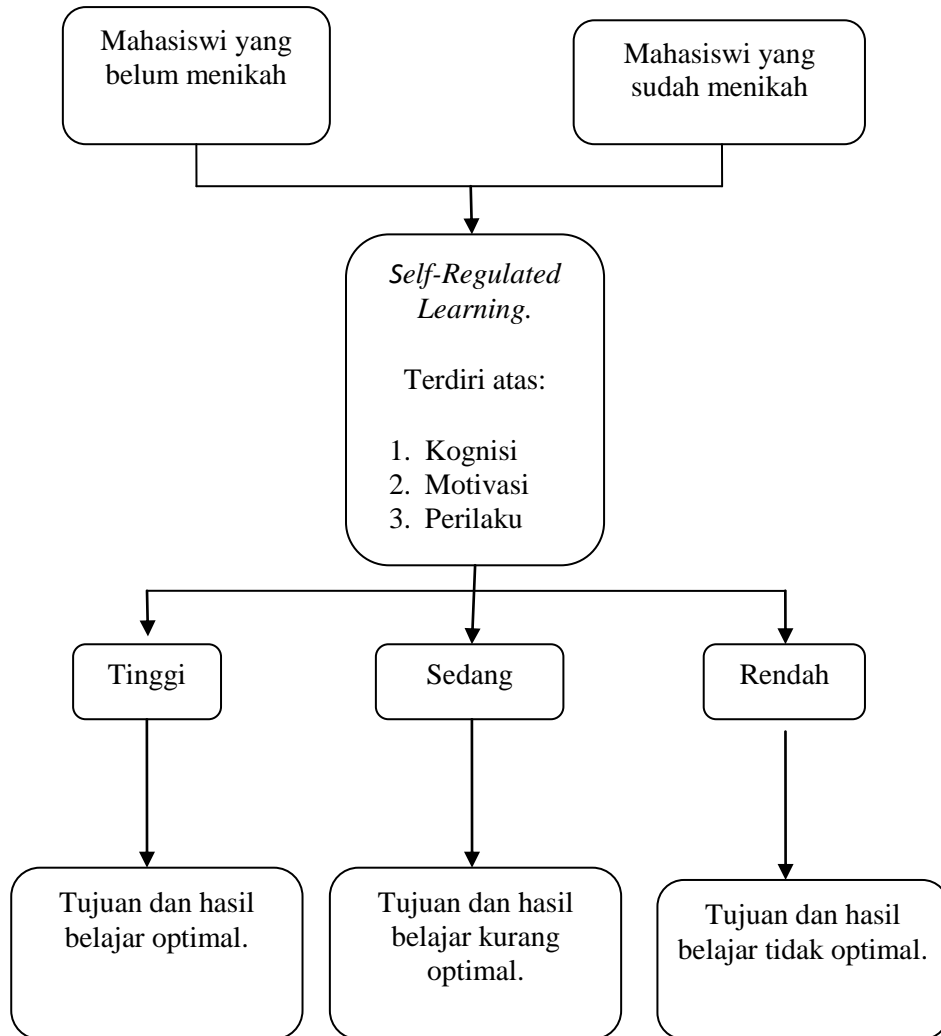 Mahasiswi yang
belum menikah
Mahasiswi yang
sudah menikah
Self-Regulated
Learning.
Terdiri atas:
1. Kognisi
2. Motivasi
3. Perilaku
Tinggi
Sedang
Rendah
Tujuan dan hasil
belajar optimal.
Tujuan dan hasil
belajar kurang
optimal.
Tujuan dan hasil
belajar tidak optimal.